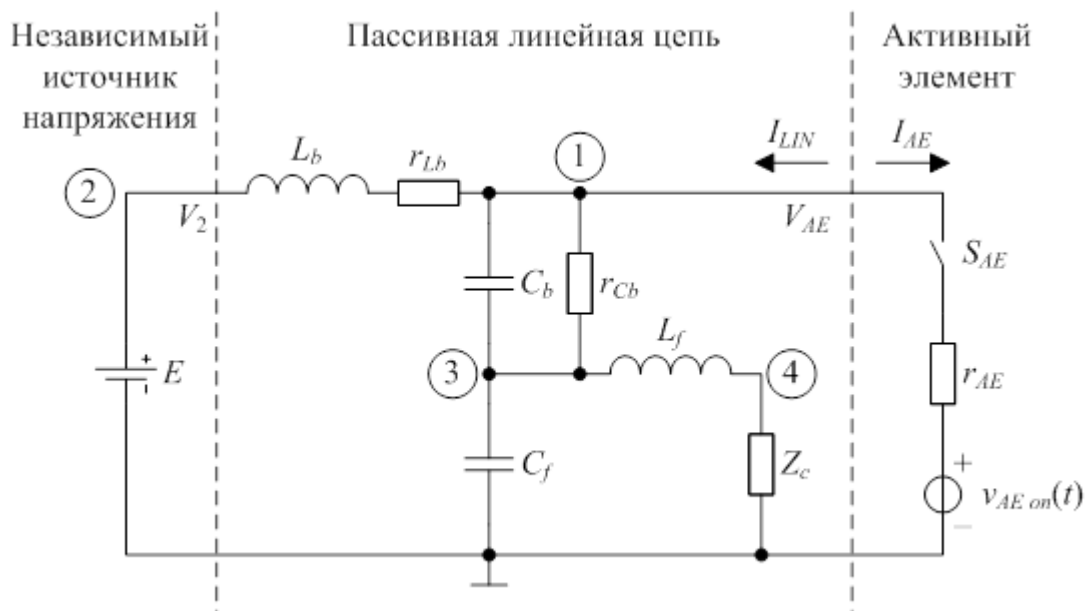 Независимый
источник
напряжения
Пассивная линейная цепь
Активный
элемент
I_LIN
I_AE
L_b
r_Lb
1
2
V_2
V_AE
S_AE
C_b
r_Cb
L_f
3
4
+
E
-
r_AE
C_f
Z_c
+
v_AE on(t)
−